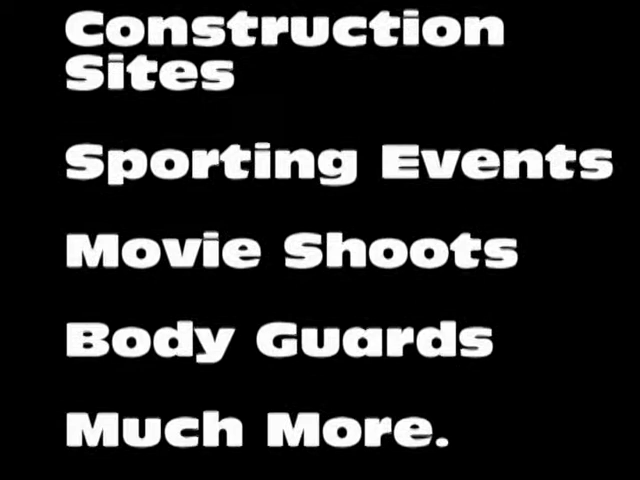 Construction
Sites
Sporting Events
Movie Shoots
Body Guards
Much More.